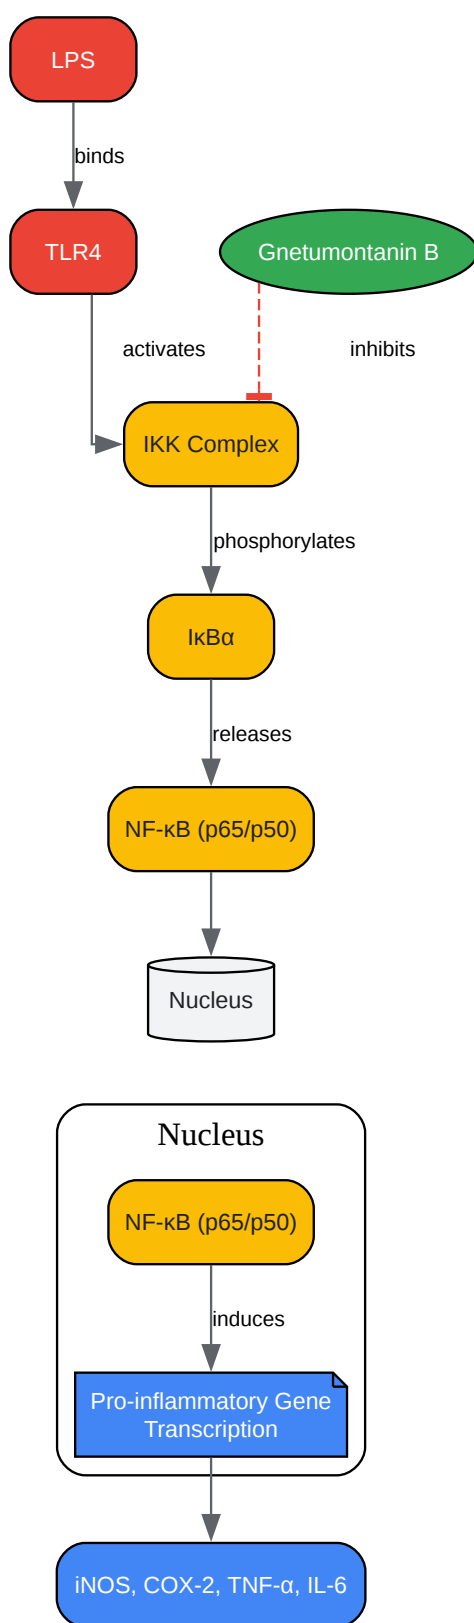 LPS
binds
TLR4
Gnetumontanin B
activates
inhibits
IKK Complex
phosphorylates
IκBα
releases
NF-κB (p65/p50)
Nucleus
Nucleus
NF-κB (p65/p50)
induces
Pro-inflammatory Gene
Transcription
iNOS, COX-2, TNF-α, IL-6